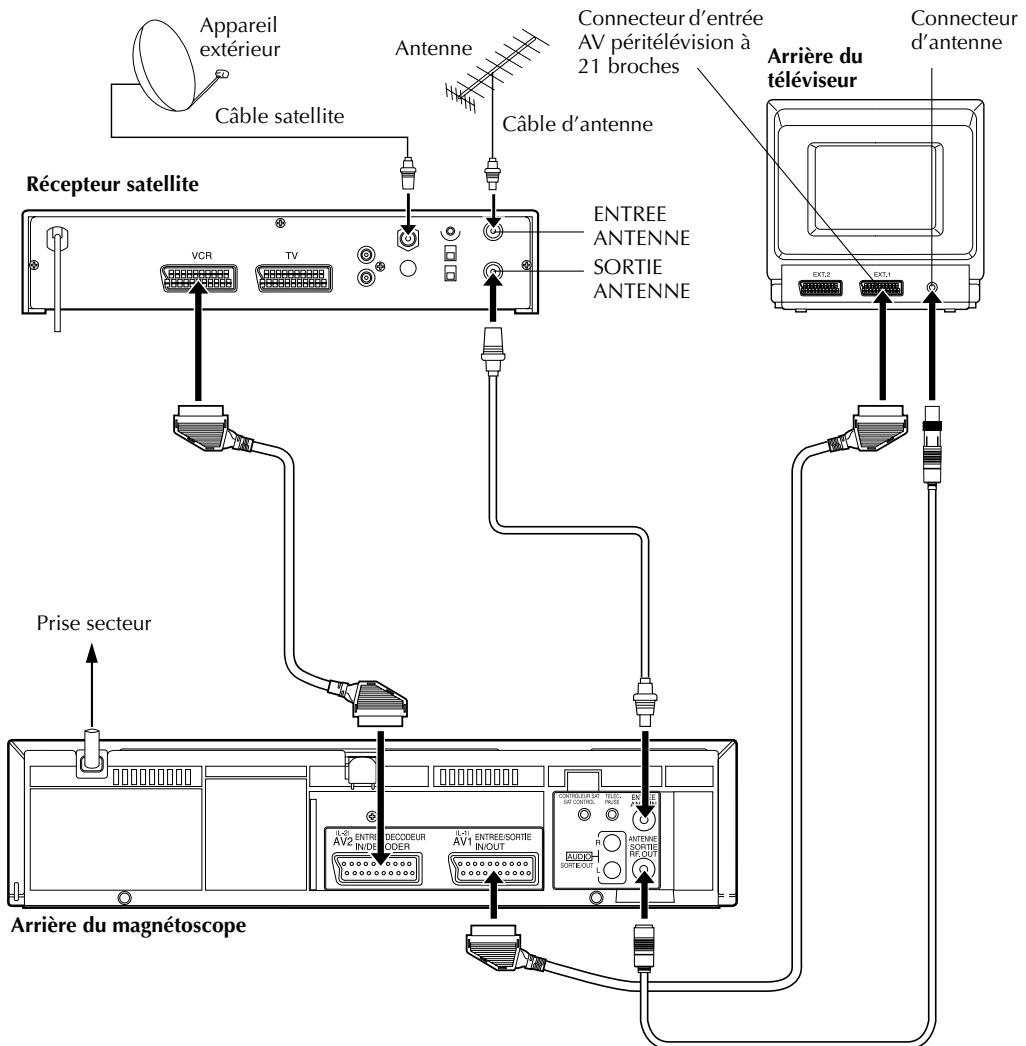 Appareil
extérieur
Antenne
Connecteur d'entrée
AV péritélévision à
21 broches
Connecteur
d'antenne
Arrière du
téléviseur
Câble satellite
Câble d'antenne
Récepteur satellite
ENTREE
ANTENNE
SORTIE
ANTENNE
VCR
TV
EXT.2
EXT.1
Prise secteur
CONTROLEUR SAT
SAT CONTROL
TELEC.
PAUSE
ENTREE
(L-2)
AV2 ENTREE/DECODEUR
IN/DECODER
(L-1)
AV1 ENTREE/SORTIE
IN/OUT
R
AUDIO
SORTIE/OUT
L
ANTENNE
SORTIE
RF. OUT
Arrière du magnétoscope